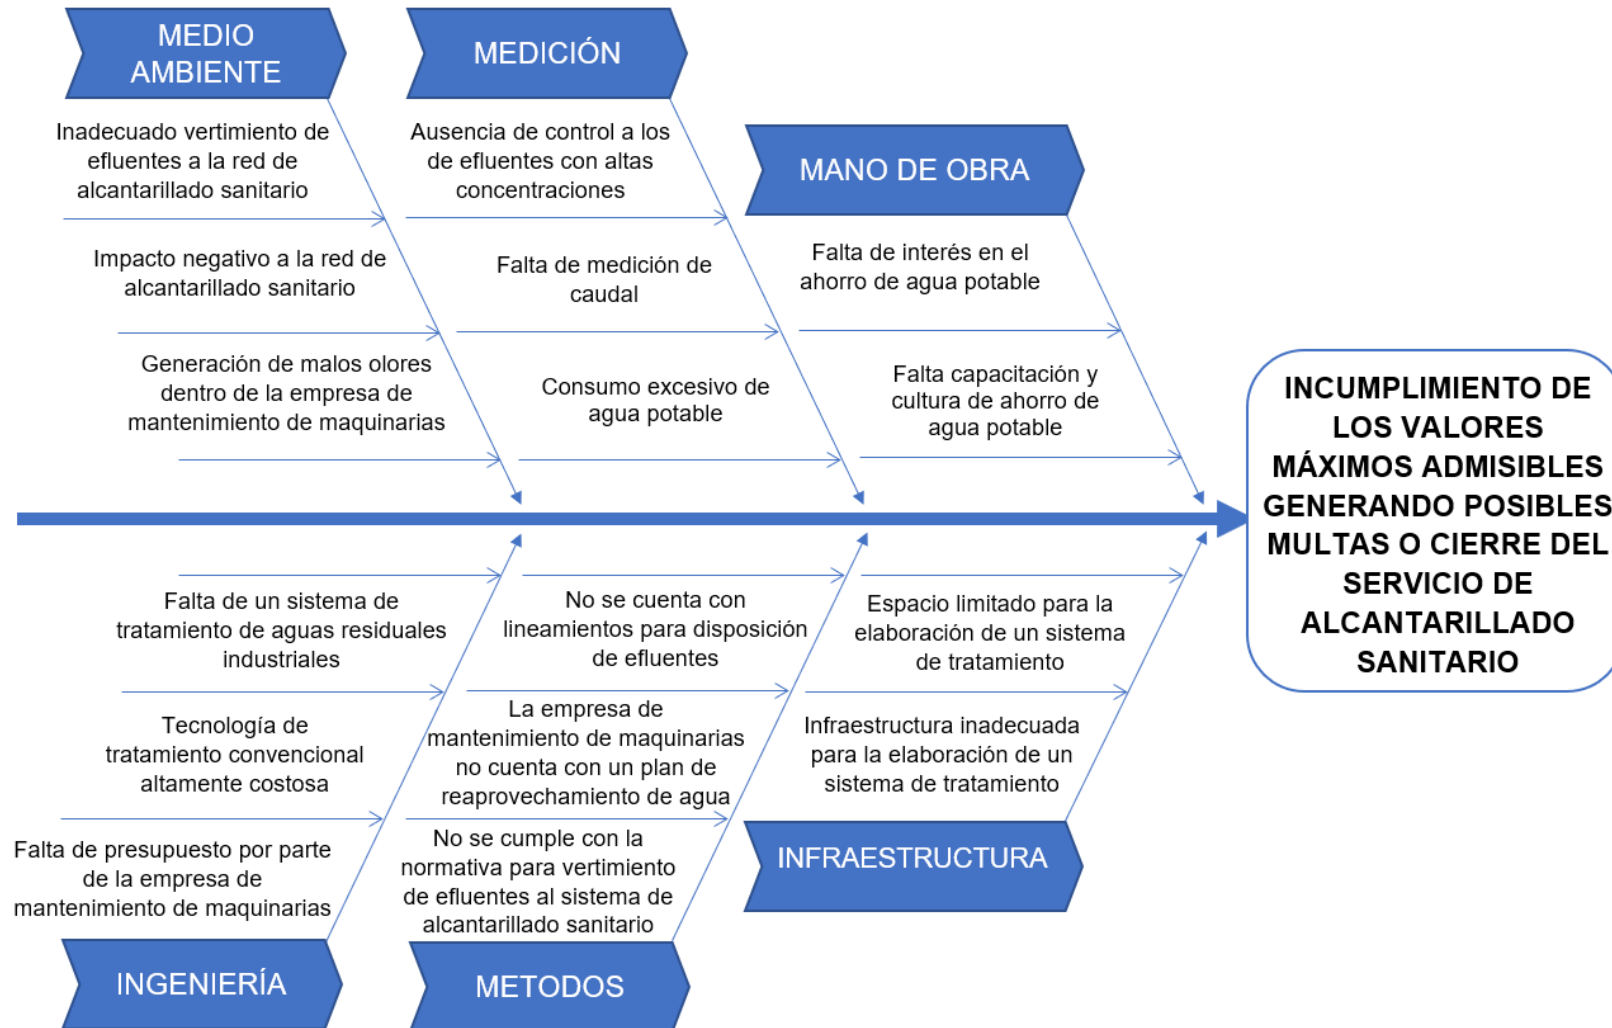 MEDIO
AMBIENTE
Inadecuado vertimiento de
efluentes a la red de
alcantarillado sanitario
Impacto negativo a la red de
alcantarillado sanitario
Generación de malos olores
dentro de la empresa de
mantenimiento de maquinarias
MEDICIÓN
Ausencia de control a los
de efluentes con altas
concentraciones
Falta de medición de
caudal
Consumo excesivo de
agua potable
MANO DE OBRA
Falta de interés en el
ahorro de agua potable
Falta capacitación y
cultura de ahorro de
agua potable
INCUMPLIMIENTO DE
LOS VALORES
MÁXIMOS ADMISIBLES
GENERANDO POSIBLES
MULTAS O CIERRE DEL
SERVICIO DE
ALCANTARILLADO
SANITARIO
Falta de un sistema de
tratamiento de aguas residuales
industriales
Tecnología de
tratamiento convencional
altamente costosa
Falta de presupuesto por parte
de la empresa de
mantenimiento de maquinarias
INGENIERÍA
No se cuenta con
lineamientos para disposición
de efluentes
La empresa de
mantenimiento de maquinarias
no cuenta con un plan de
reaprovechamiento de agua
No se cumple con la
normativa para vertimiento
de efluentes al sistema de
alcantarillado sanitario
METODOS
Espacio limitado para la
elaboración de un sistema
de tratamiento
Infraestructura inadecuada
para la elaboración de un
sistema de tratamiento
INFRAESTRUCTURA